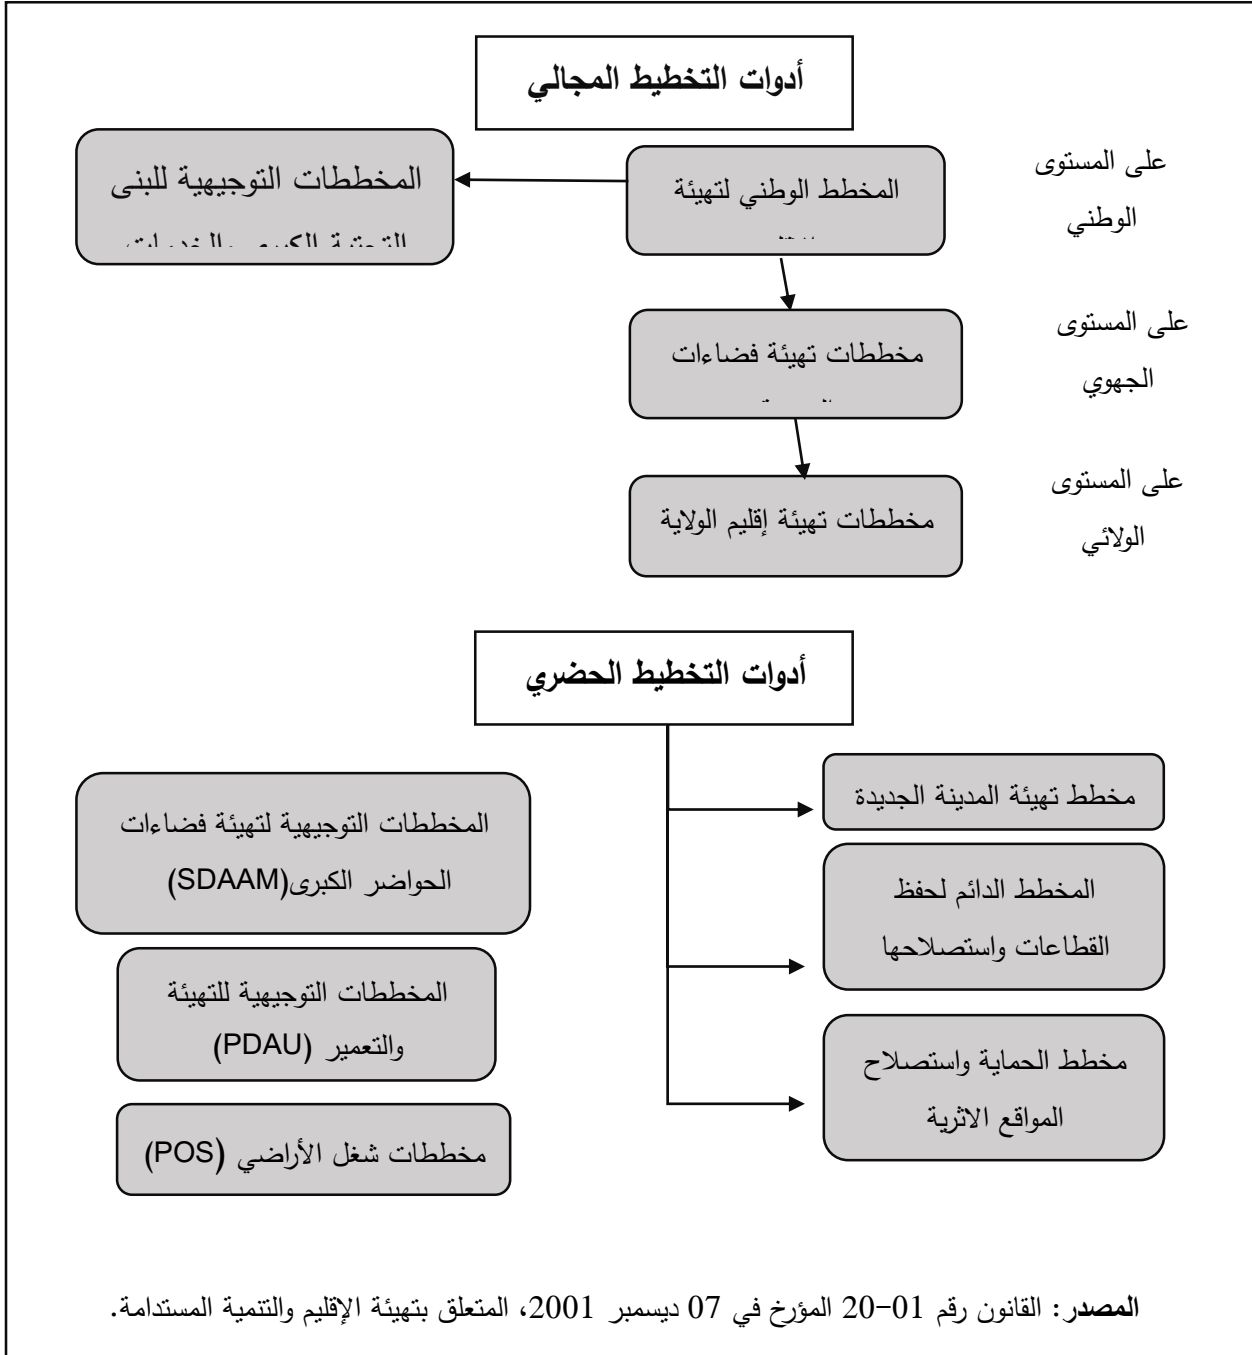 أدوات التخطيط المجالي
على المستوى
الوطني
المخطط الوطني لتهيئة
المخططات التوجيهية للبنى
التحتية الكبرى والخدمات
على المستوى
الجهوي
مخططات تهيئة فضاءات
على المستوى
الولائي
مخططات تهيئة إقليم الولاية
أدوات التخطيط الحضري
مخطط تهيئة المدينة الجديدة
المخطط الدائم لحفظ
القطاعات واستصلاحها
مخطط الحماية واستصلاح
المواقع الاثرية
المخططات التوجيهية لتهيئة فضاءات
الحواضر الكبرى(SDAAM)
المخططات التوجيهية للتهيئة
والتعمير (PDAU)
مخططات شغل الأراضي (POS)
المصدر: القانون رقم 01-20 المؤرخ في 07 ديسمبر 2001، المتعلق بتهيئة الإقليم والتنمية المستدامة.